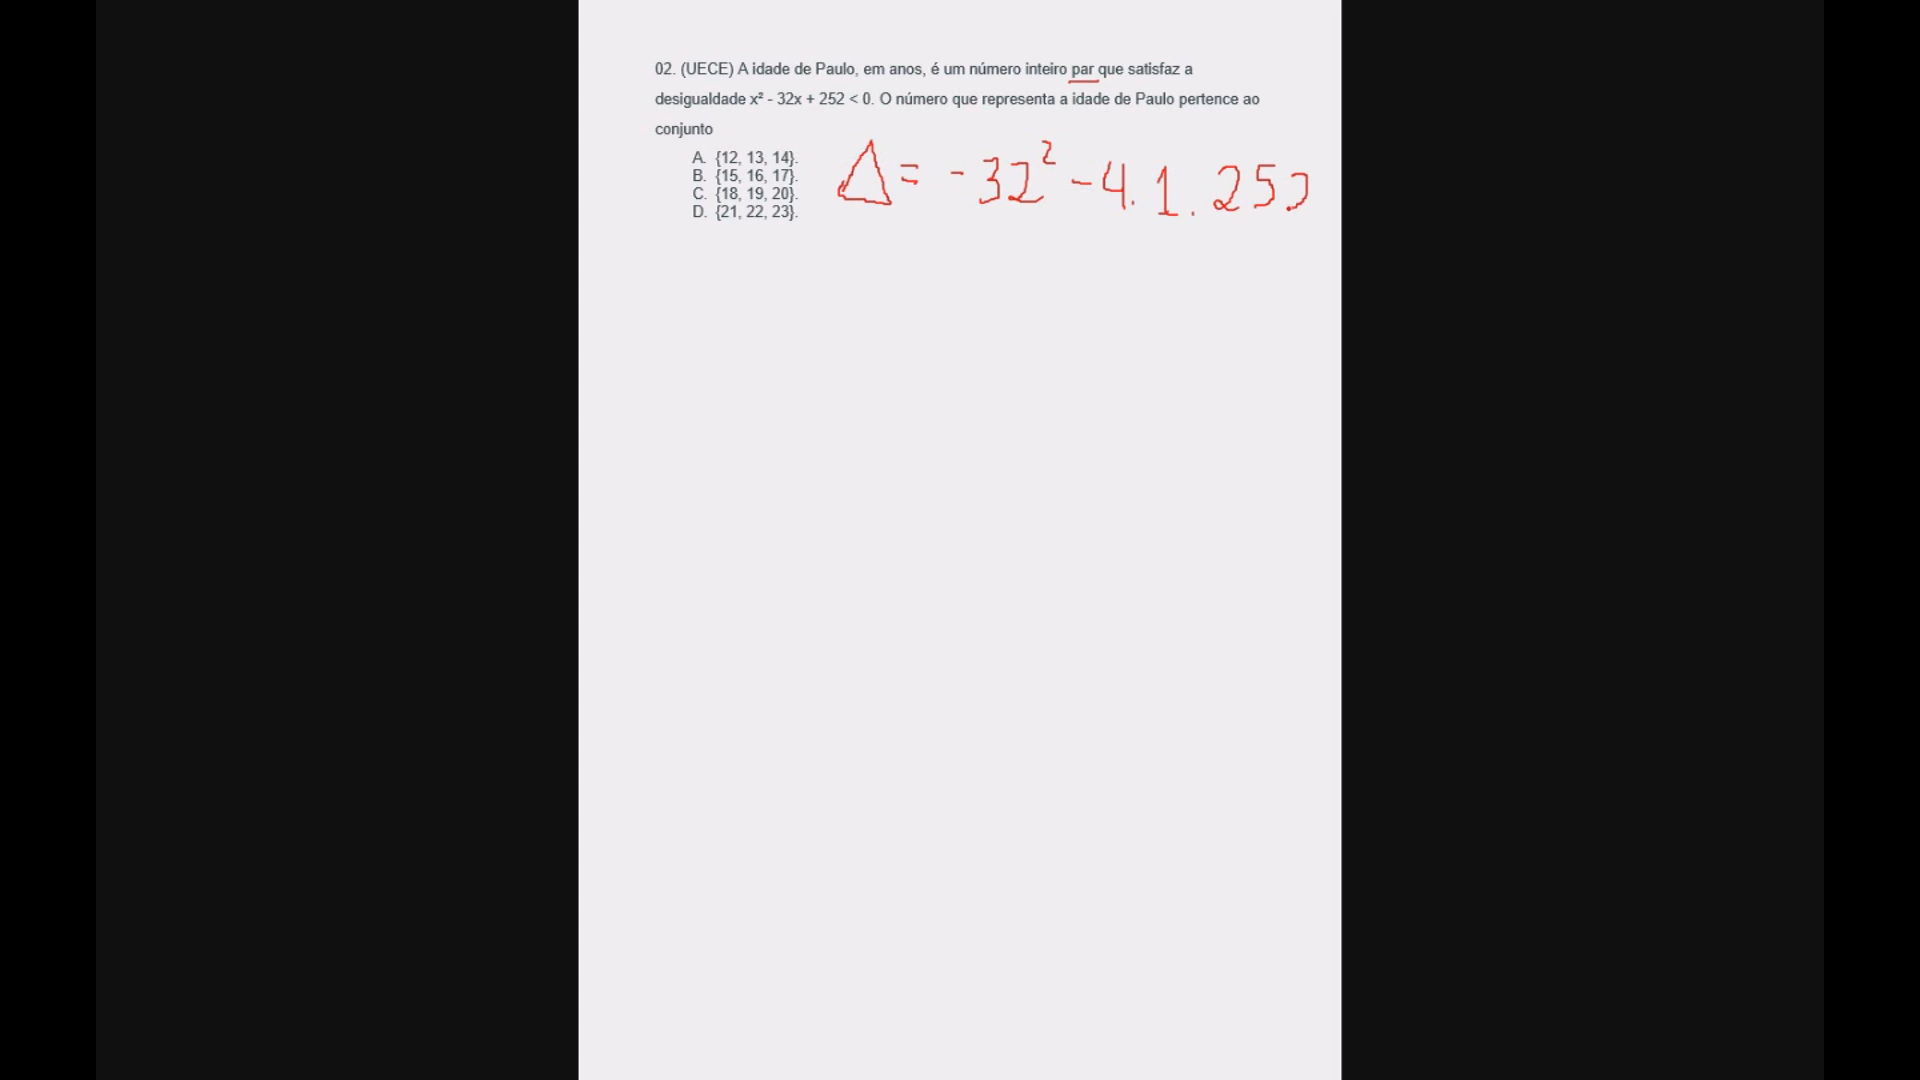 02. (UECE) A idade de Paulo, em anos, é um número inteiro par que satisfaz a
desigualdade x² - 32x + 252 < 0. O número que representa a idade de Paulo pertence ao
conjunto
A. {12, 13, 14}.
B. {15, 16, 17}.
C. {18, 19, 20}.
D. {21, 22, 23}.
Δ = -32² - 4.1.25